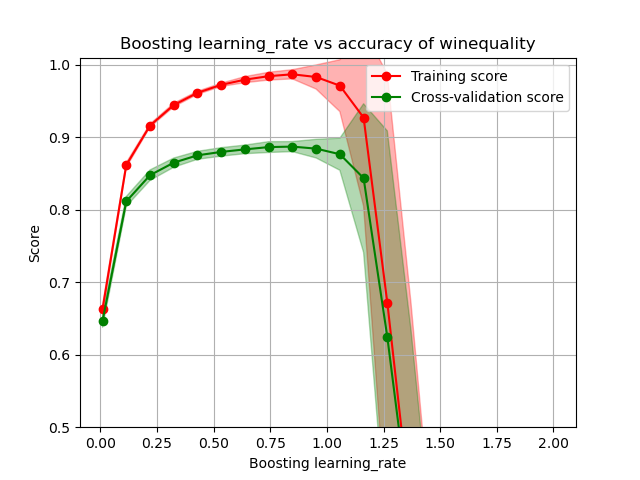 Boosting learning_rate vs accuracy of winequality
Training score
Cross-validation score
Score
1.0
0.9
0.8
0.7
0.6
0.5
0.00 0.25 0.50 0.75 1.00 1.25 1.50 1.75 2.00
Boosting learning_rate